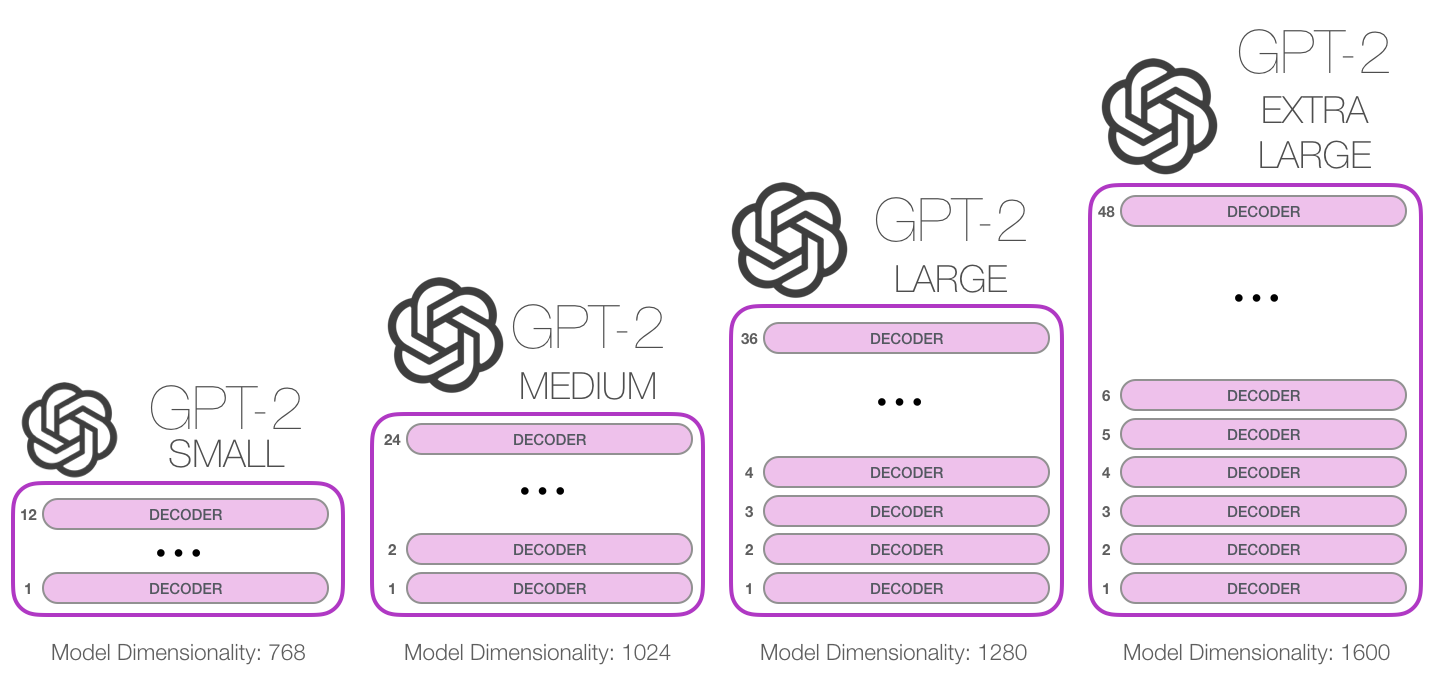 GPT-2
SMALL
12 DECODER
1 DECODER
Model Dimensionality: 768
GPT-2
MEDIUM
24 DECODER
2 DECODER
1 DECODER
Model Dimensionality: 1024
GPT-2
LARGE
36 DECODER
4 DECODER
3 DECODER
2 DECODER
1 DECODER
Model Dimensionality: 1280
GPT-2
EXTRA
LARGE
48 DECODER
6 DECODER
5 DECODER
4 DECODER
3 DECODER
2 DECODER
1 DECODER
Model Dimensionality: 1600